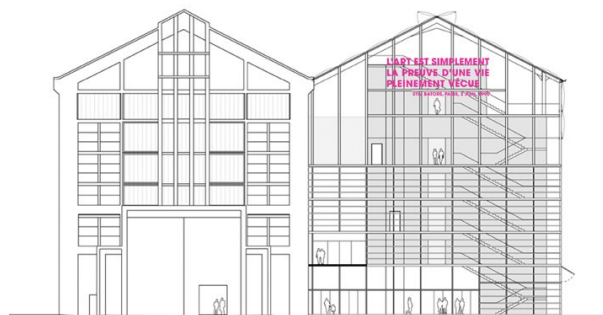 L'ART EST SIMPLEMENT
LA PREUVE D'UNE VIE
PLEINEMENT VÉCUE